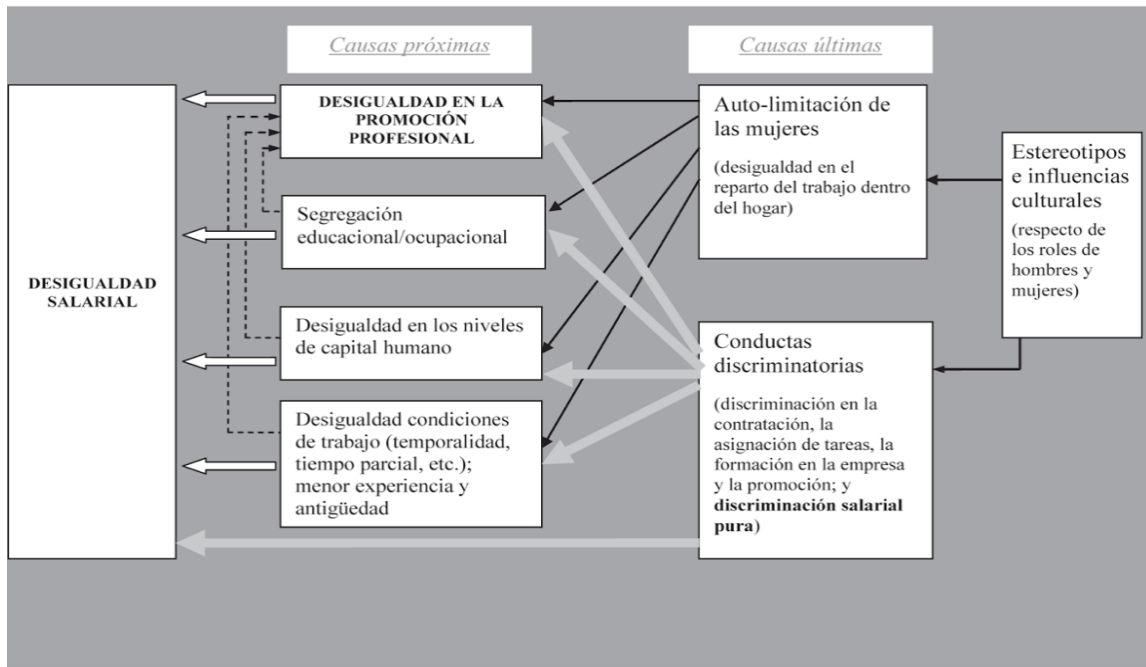 Causas próximas
Causas últimas
DESIGUALDAD
SALARIAL
DESIGUALDAD EN LA
PROMOCIÓN
PROFESIONAL
Segregación
educacional/ocupacional
Desigualdad en los niveles
de capital humano
Desigualdad condiciones
de trabajo (temporalidad,
tiempo parcial, etc.);
menor experiencia y
antigüedad
Auto-limitación de
las mujeres
(desigualdad en el
reparto del trabajo dentro
del hogar)
Conductas
discriminatorias
(discriminación en la
contratación, la
asignación de tareas, la
formación en la empresa
y la promoción; y
discriminación salarial
pura)
Estereotipos
e influencias
culturales
(respecto de
los roles de
hombres y
mujeres)